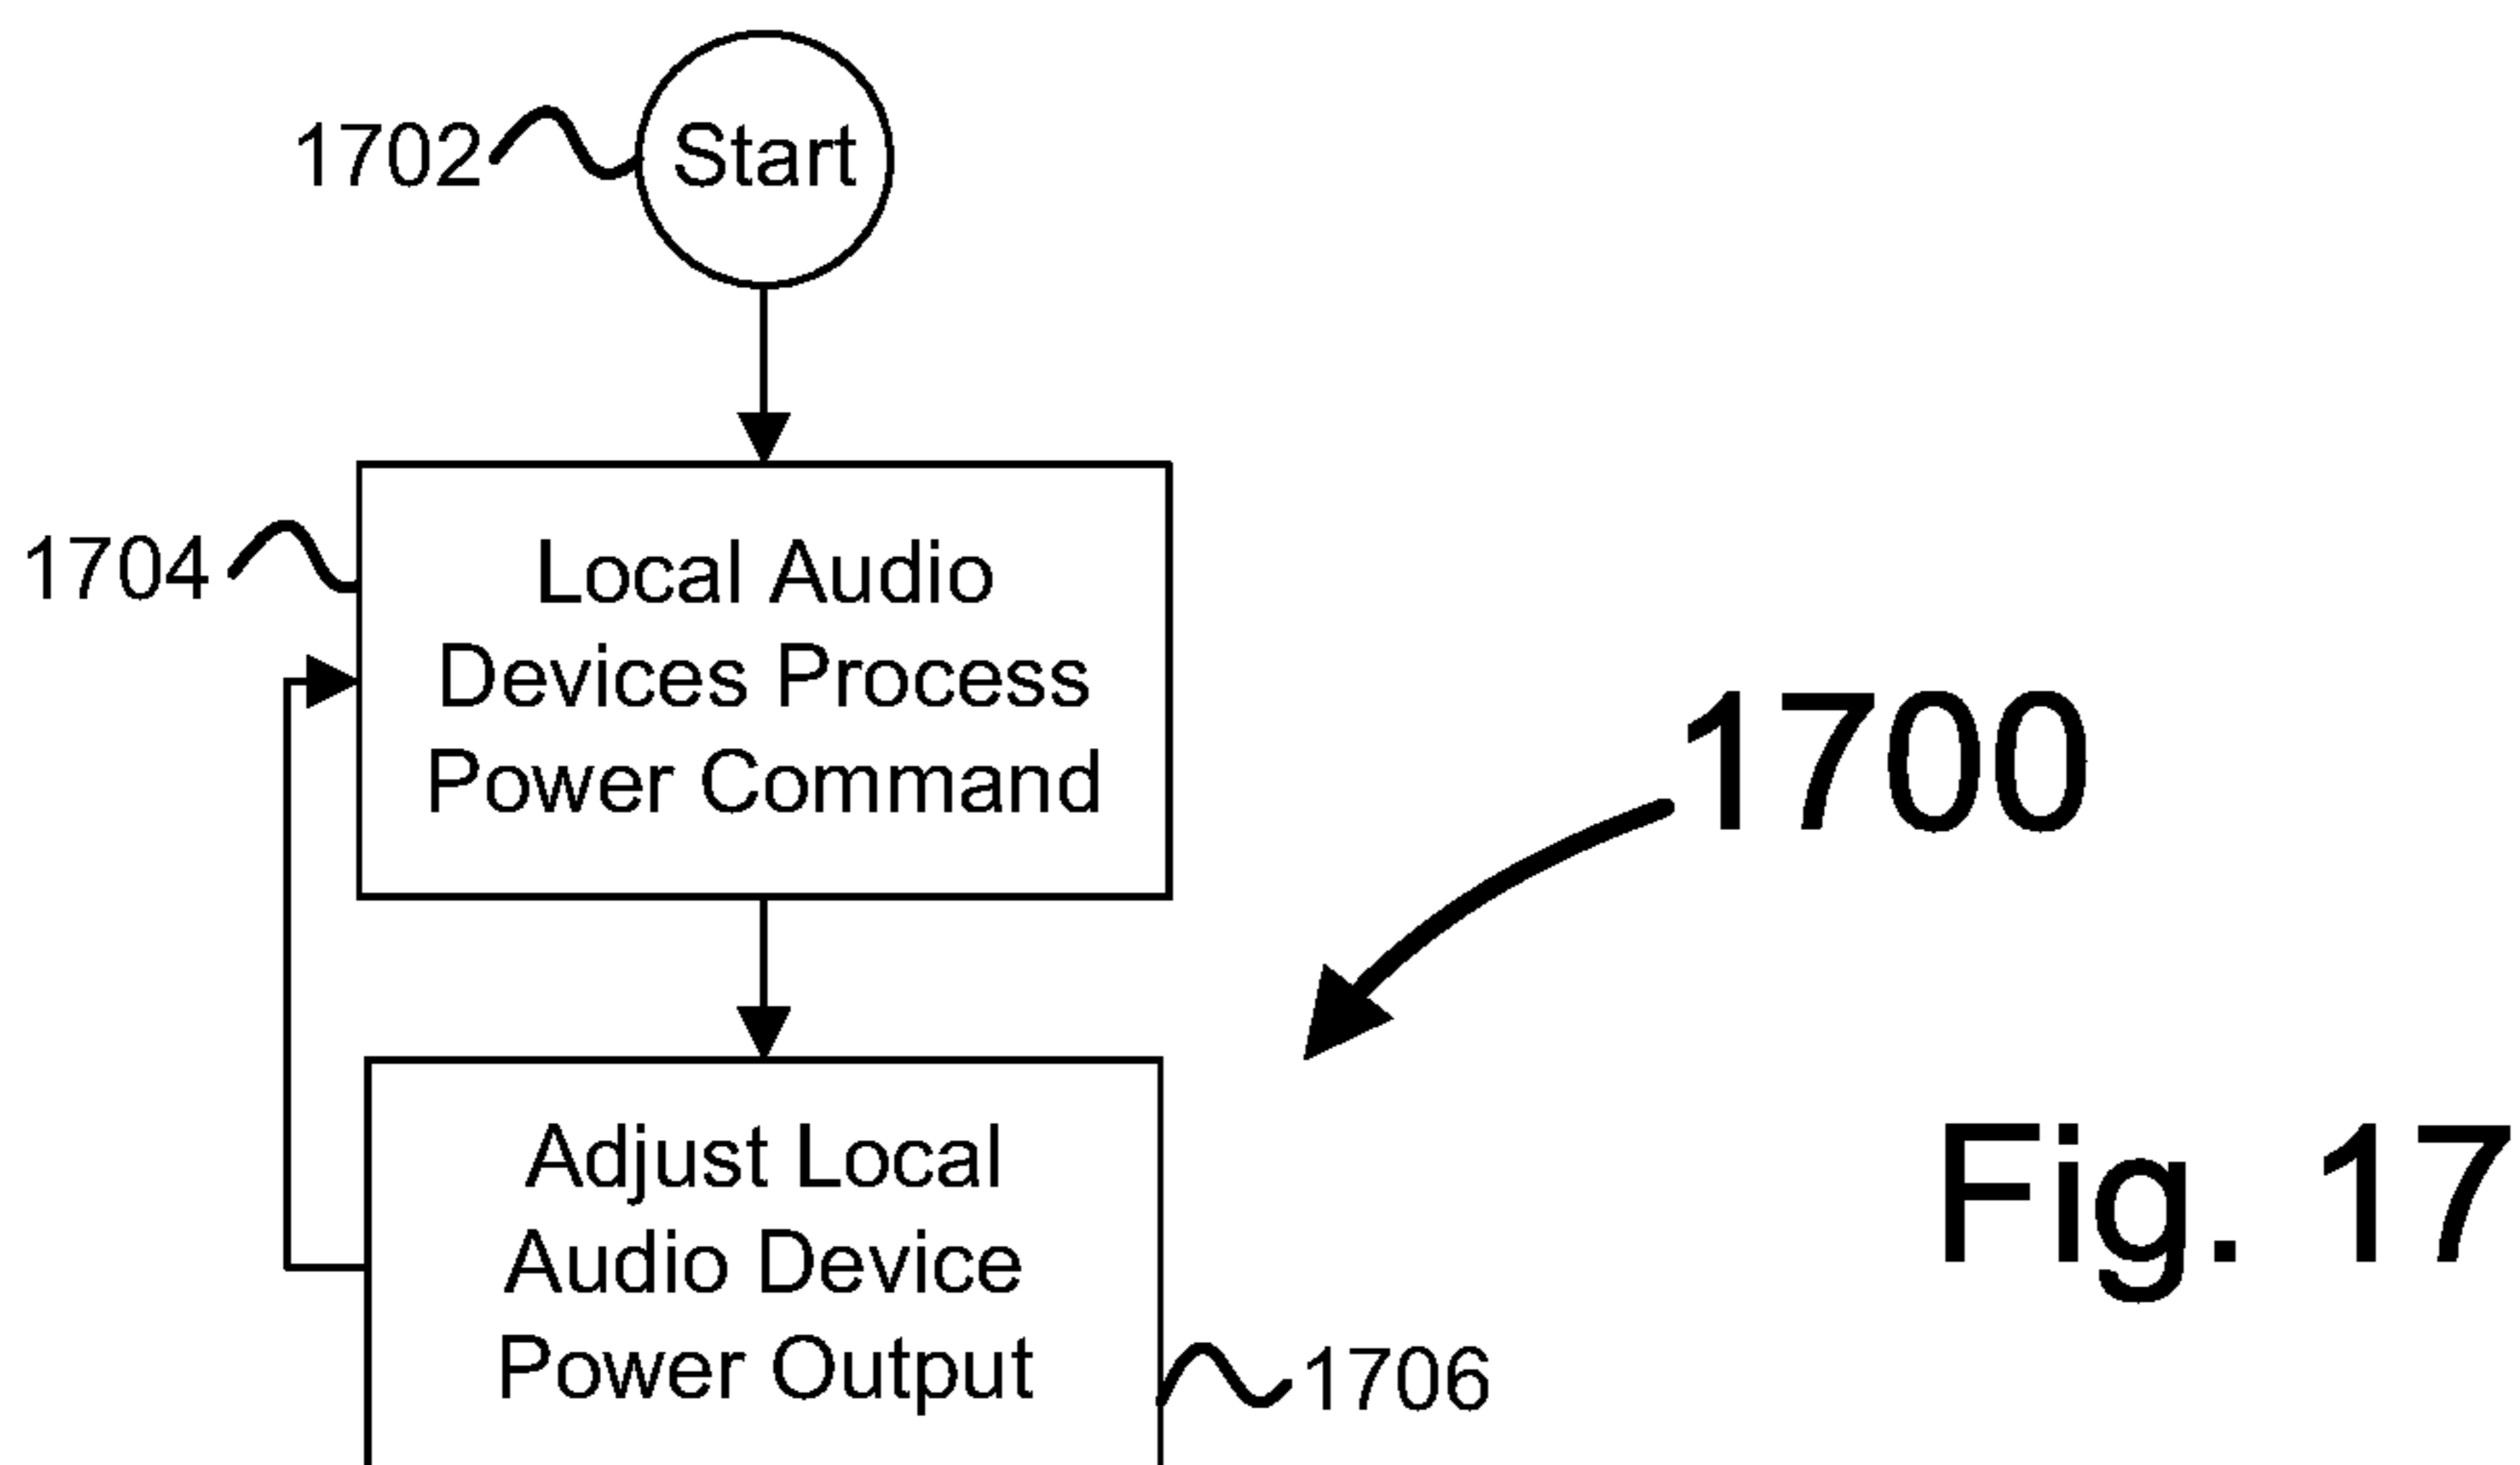 1702
Start
1704
Local Audio
Devices Process
Power Command
1700
Adjust Local
Audio Device
Power Output
1706
Fig. 17